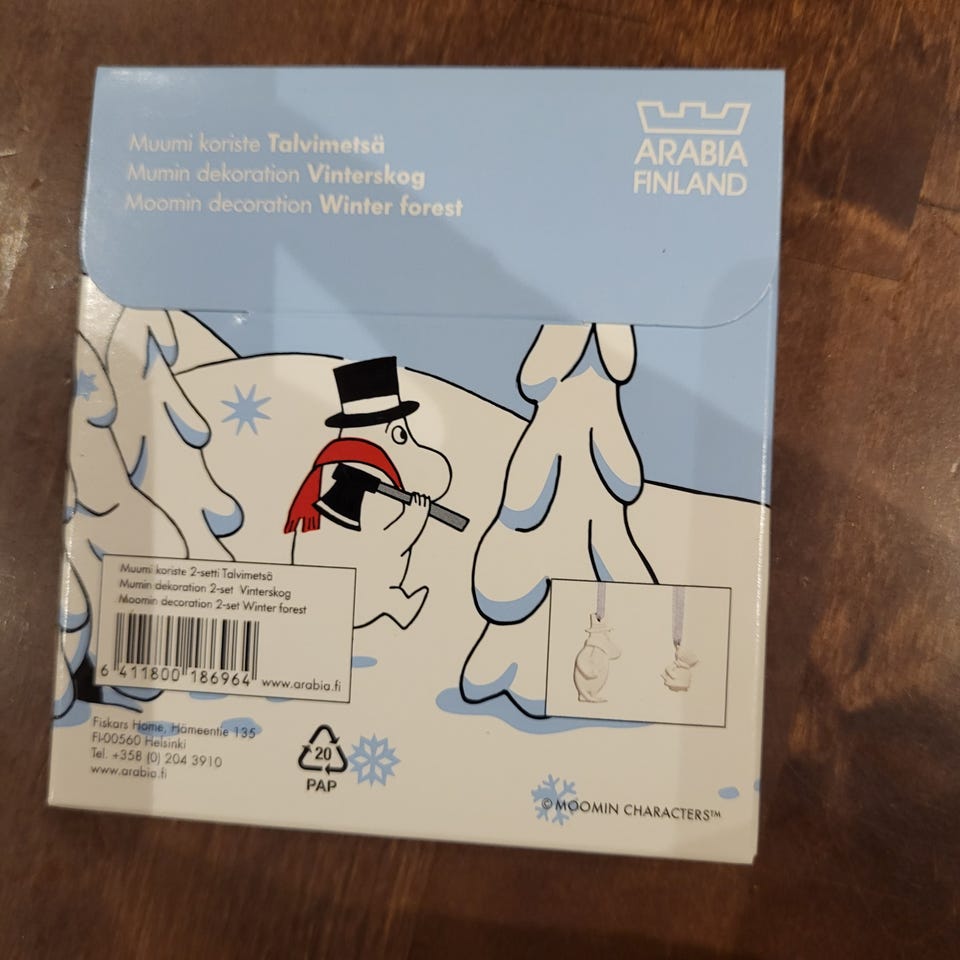 Muumi koriste Talvimetsä
Mumin dekoration Vinterskog
Moomin decoration Winter forest
ARABIA
FINLAND
Muumi koriste 2-setti Talvimetsä
Mumin dekoration 2-set Vinterskog
Moomin decoration 2-set Winter forest
6 411800 186964
www.arabia.fi
Fiskars Home, Hämeentie 135
FI-00560 Helsinki
Tel. +358 (0) 204 3910
www.arabia.fi
20
PAP
© MOOMIN CHARACTERS™